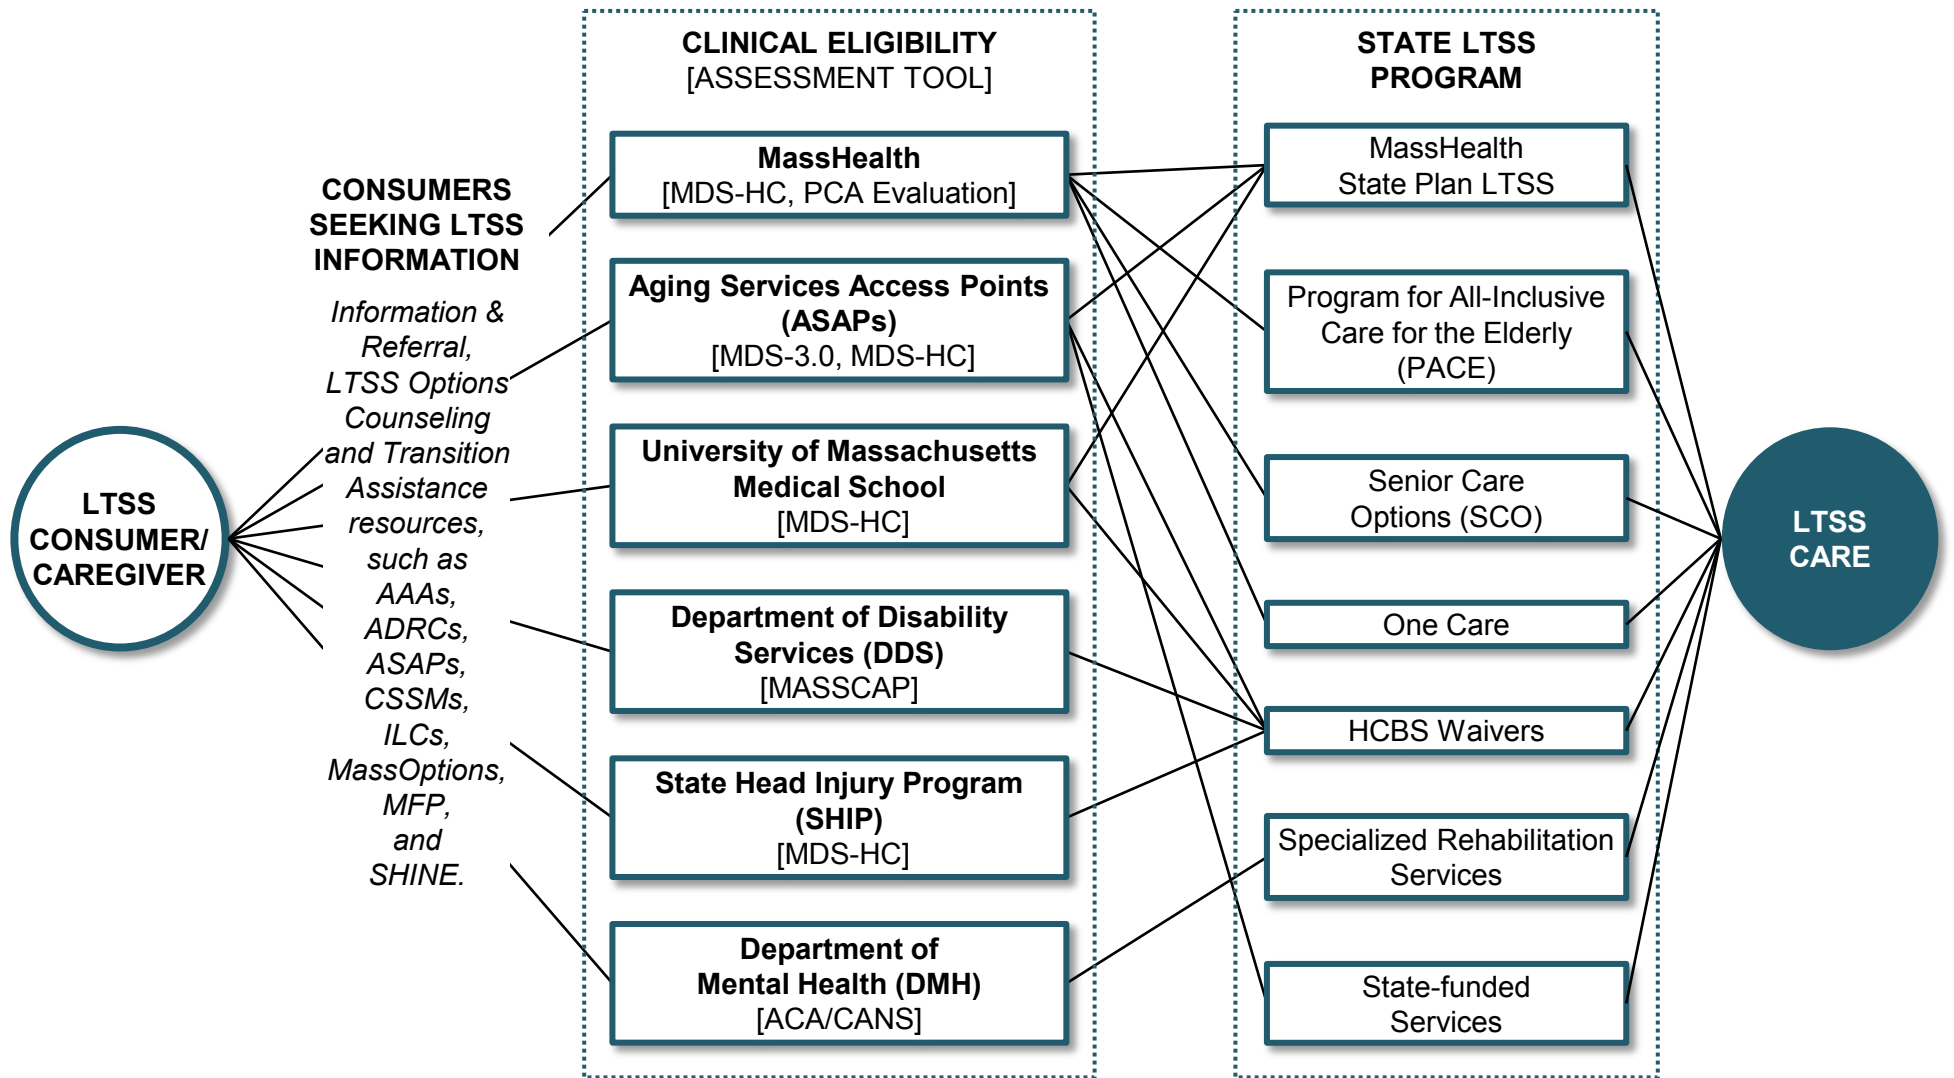 LTSS
CONSUMER/
CAREGIVER
CONSUMERS
SEEKING LTSS
INFORMATION
Information &
Referral,
LTSS Options
Counseling
and Transition
Assistance
resources,
such as
AAAs,
ADRCs,
ASAPs,
CSSMs,
ILCs,
MassOptions,
MFP,
and
SHINE.
CLINICAL ELIGIBILITY
[ASSESSMENT TOOL]
MassHealth
[MDS-HC, PCA Evaluation]
Aging Services Access Points
(ASAPs)
[MDS-3.0, MDS-HC]
University of Massachusetts
Medical School
[MDS-HC]
Department of Disability
Services (DDS)
[MASSCAP]
State Head Injury Program
(SHIP)
[MDS-HC]
Department of
Mental Health (DMH)
[ACA/CANS]
STATE LTSS
PROGRAM
MassHealth
State Plan LTSS
Program for All-Inclusive
Care for the Elderly
(PACE)
Senior Care
Options (SCO)
One Care
HCBS Waivers
Specialized Rehabilitation
Services
State-funded
Services
LTSS
CARE